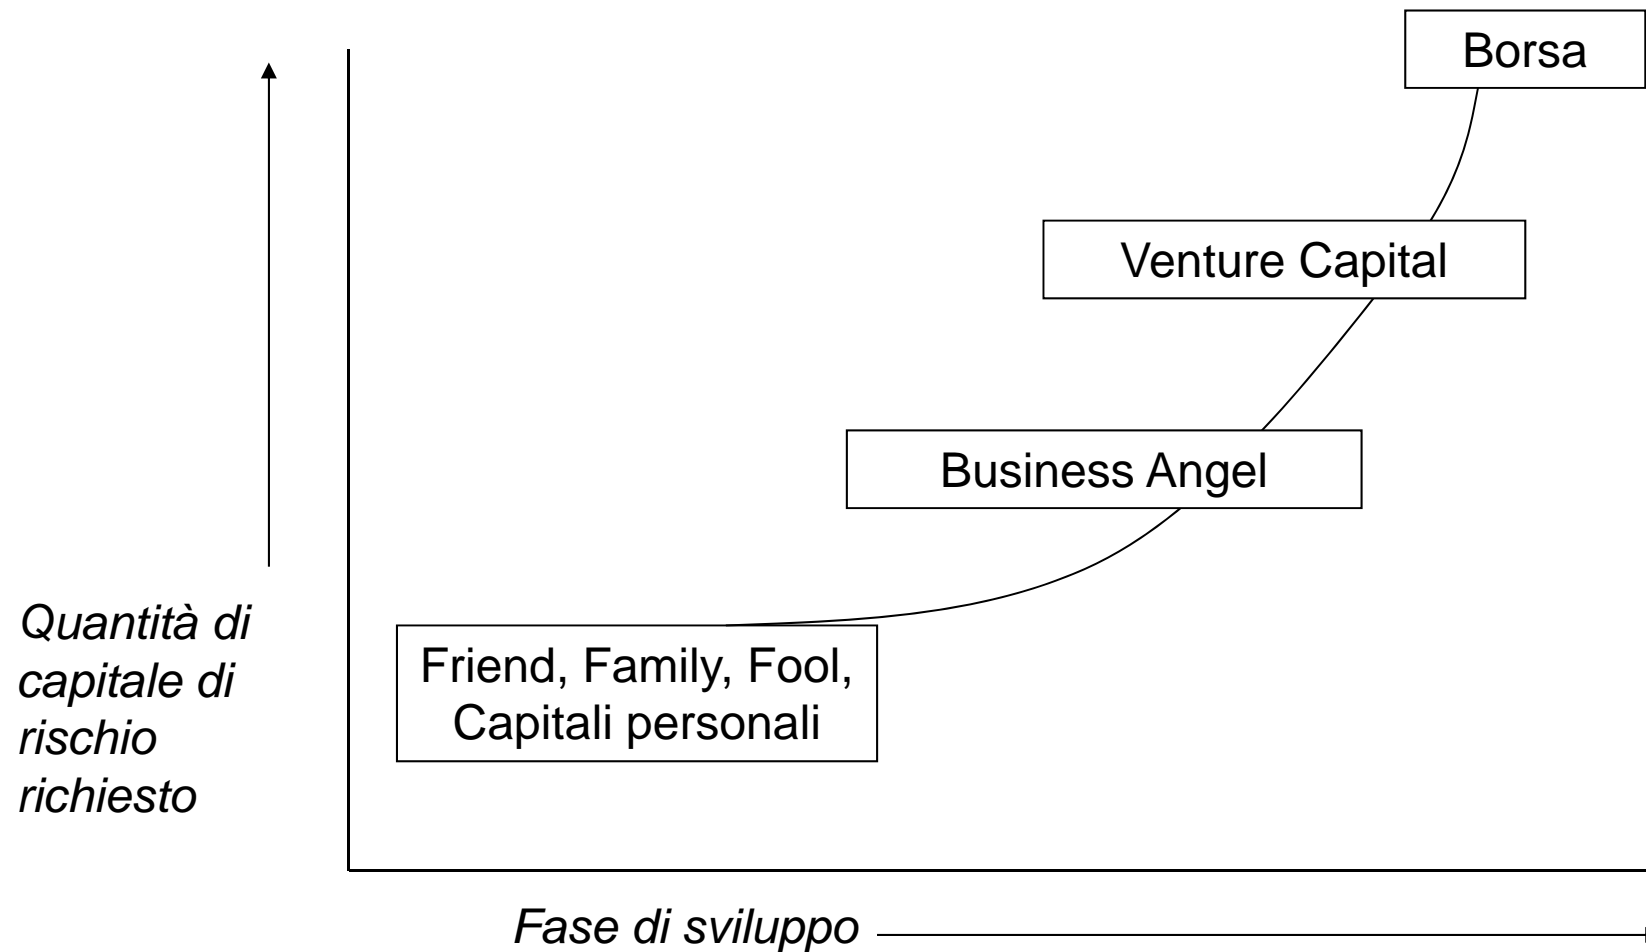 Borsa
Venture Capital
Business Angel
Friend, Family, Fool,
Capitali personali
Quantità di
capitale di
rischio
richiesto
Fase di sviluppo